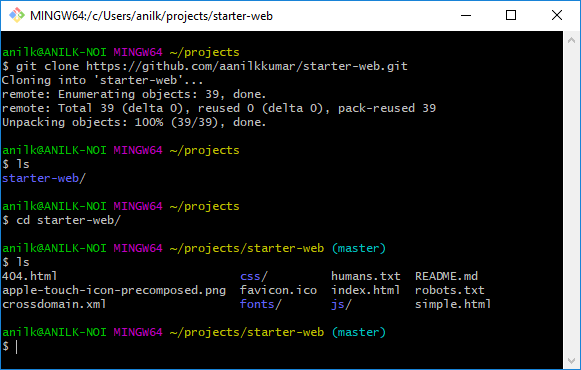 MINGW64:/c/Users/anilk/projects/starter-web
anilk@ANILK-NOI MINGW64 ~/projects
$ git clone https://github.com/aanilkkumar/starter-web.git
Cloning into 'starter-web'...
remote: Enumerating objects: 39, done.
remote: Total 39 (delta 0), reused 0 (delta 0), pack-reused 39
Unpacking objects: 100% (39/39), done.
anilk@ANILK-NOI MINGW64 ~/projects
$ ls
starter-web/
anilk@ANILK-NOI MINGW64 ~/projects
$ cd starter-web/
anilk@ANILK-NOI MINGW64 ~/projects/starter-web (master)
$ ls
404.html css/ humans.txt README.md
apple-touch-icon-precomposed.png favicon.ico index.html robots.txt
crossdomain.xml fonts/ js/ simple.html
anilk@ANILK-NOI MINGW64 ~/projects/starter-web (master)
$